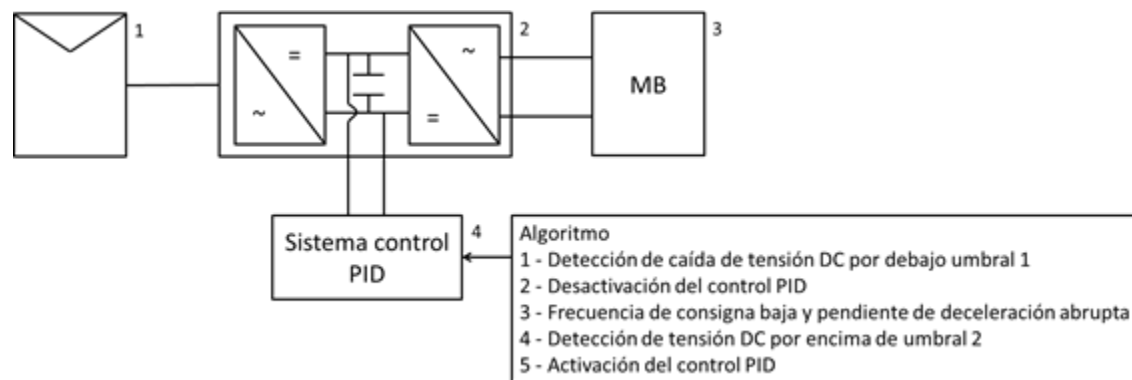 1
=
~
2
~
=
3
MB
Sistema control
PID
4
Algoritmo
1 - Detección de caída de tensión DC por debajo umbral 1
2 - Desactivación del control PID
3 - Frecuencia de consigna baja y pendiente de deceleración abrupta
4 - Detección de tensión DC por encima de umbral 2
5 - Activación del control PID